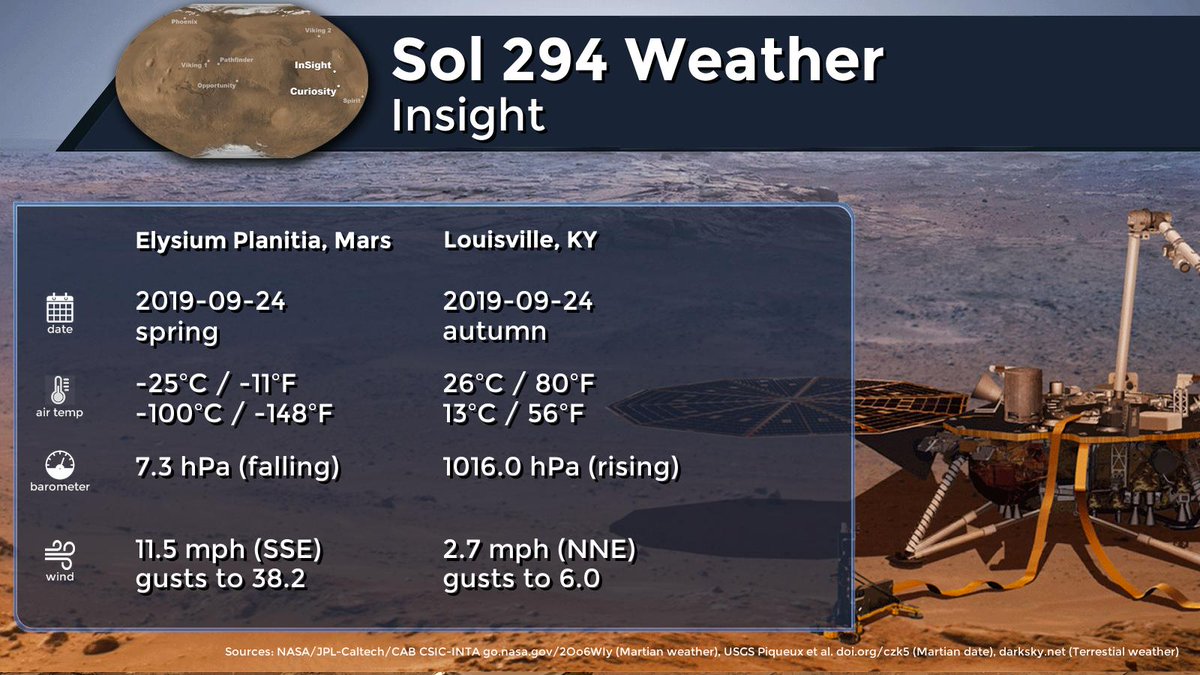 Phoenix
Viking 2
Viking 1
Pathfinder
InSight
Opportunity
Curiosity
Spirit
Sol 294 Weather
Insight
Elysium Planitia, Mars
Louisville, KY
date
2019-09-24
spring
2019-09-24
autumn
air temp
-25°C / -11°F
-100°C / -148°F
26°C / 80°F
13°C / 56°F
barometer
7.3 hPa (falling)
1016.0 hPa (rising)
wind
11.5 mph (SSE)
gusts to 38.2
2.7 mph (NNE)
gusts to 6.0
Sources: NASA/JPL-Caltech/CAB CSIC-INTA go.nasa.gov/2Oo6WIy (Martian weather), USGS Piqueux et al. doi.org/czk5 (Martian date), darksky.net (Terrestial weather)